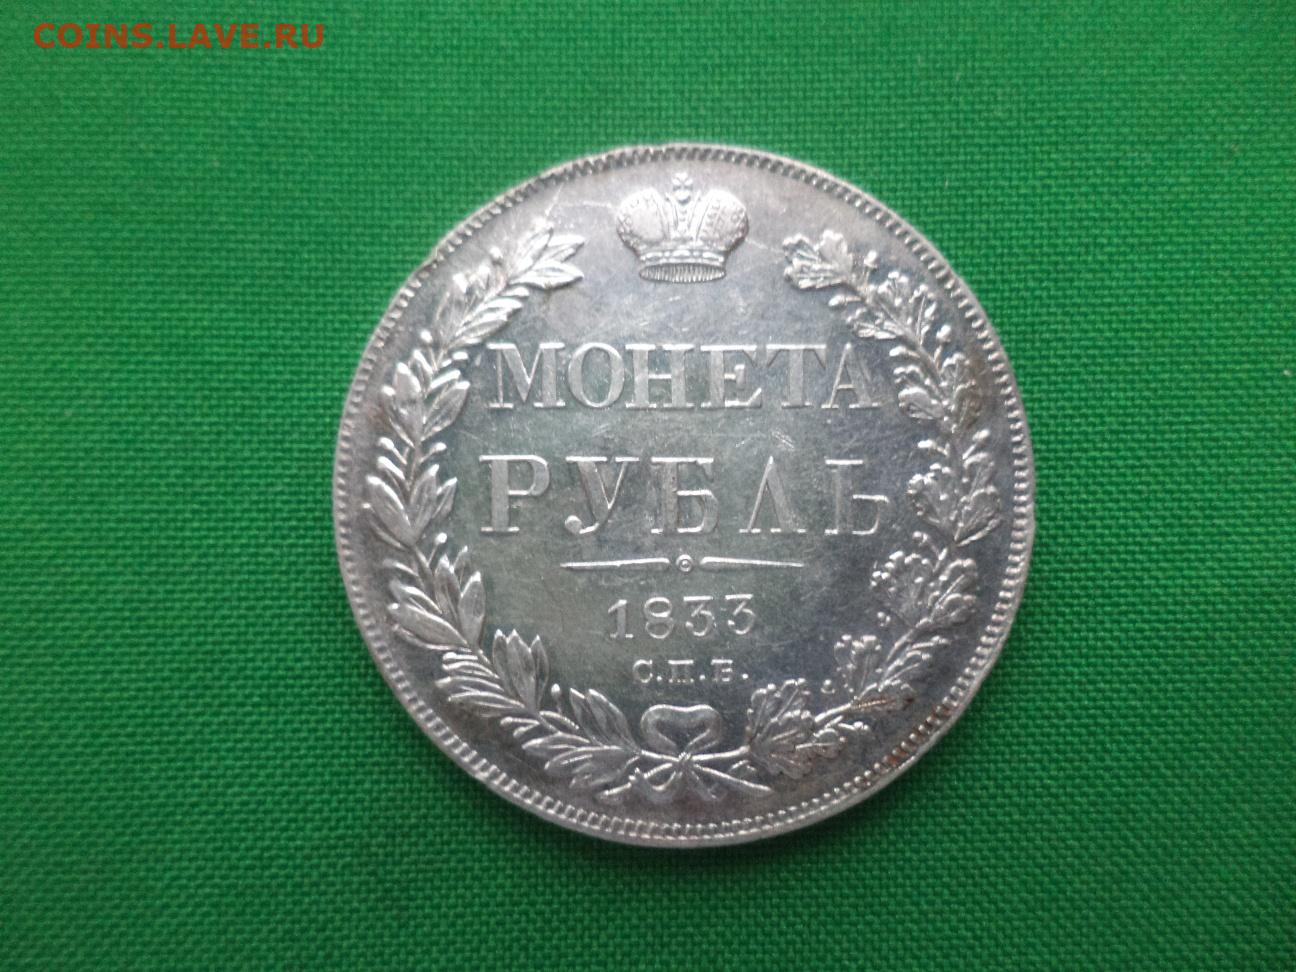 COINS.LAVE.RU
МОНЕТА
РУБЛЬ
1833
С.П.Б.